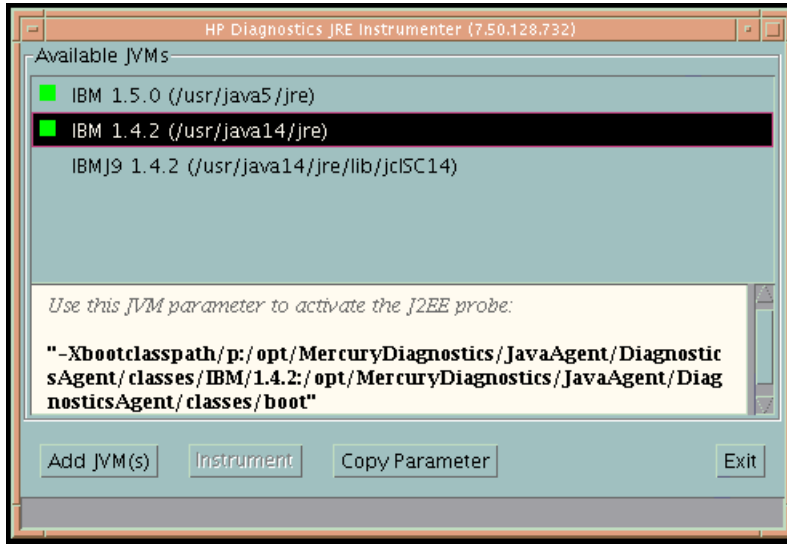 HP Diagnostics JRE Instrumenter (7.50.128.732)
Available JVMs
IBM 1.5.0 (/usr/java5/jre)
IBM 1.4.2 (/usr/java14/jre)
IBMJ9 1.4.2 (/usr/java14/jre/lib/jclSC14)
Use this JVM parameter to activate the J2EE probe:
"-Xbootclasspath/p:/opt/MercuryDiagnostics/JavaAgent/Diagnostic
sAgent/classes/IBM/1.4.2:/opt/MercuryDiagnostics/JavaAgent/Diag
nosticsAgent/classes/boot"
Add JVM(s) Instrument Copy Parameter Exit